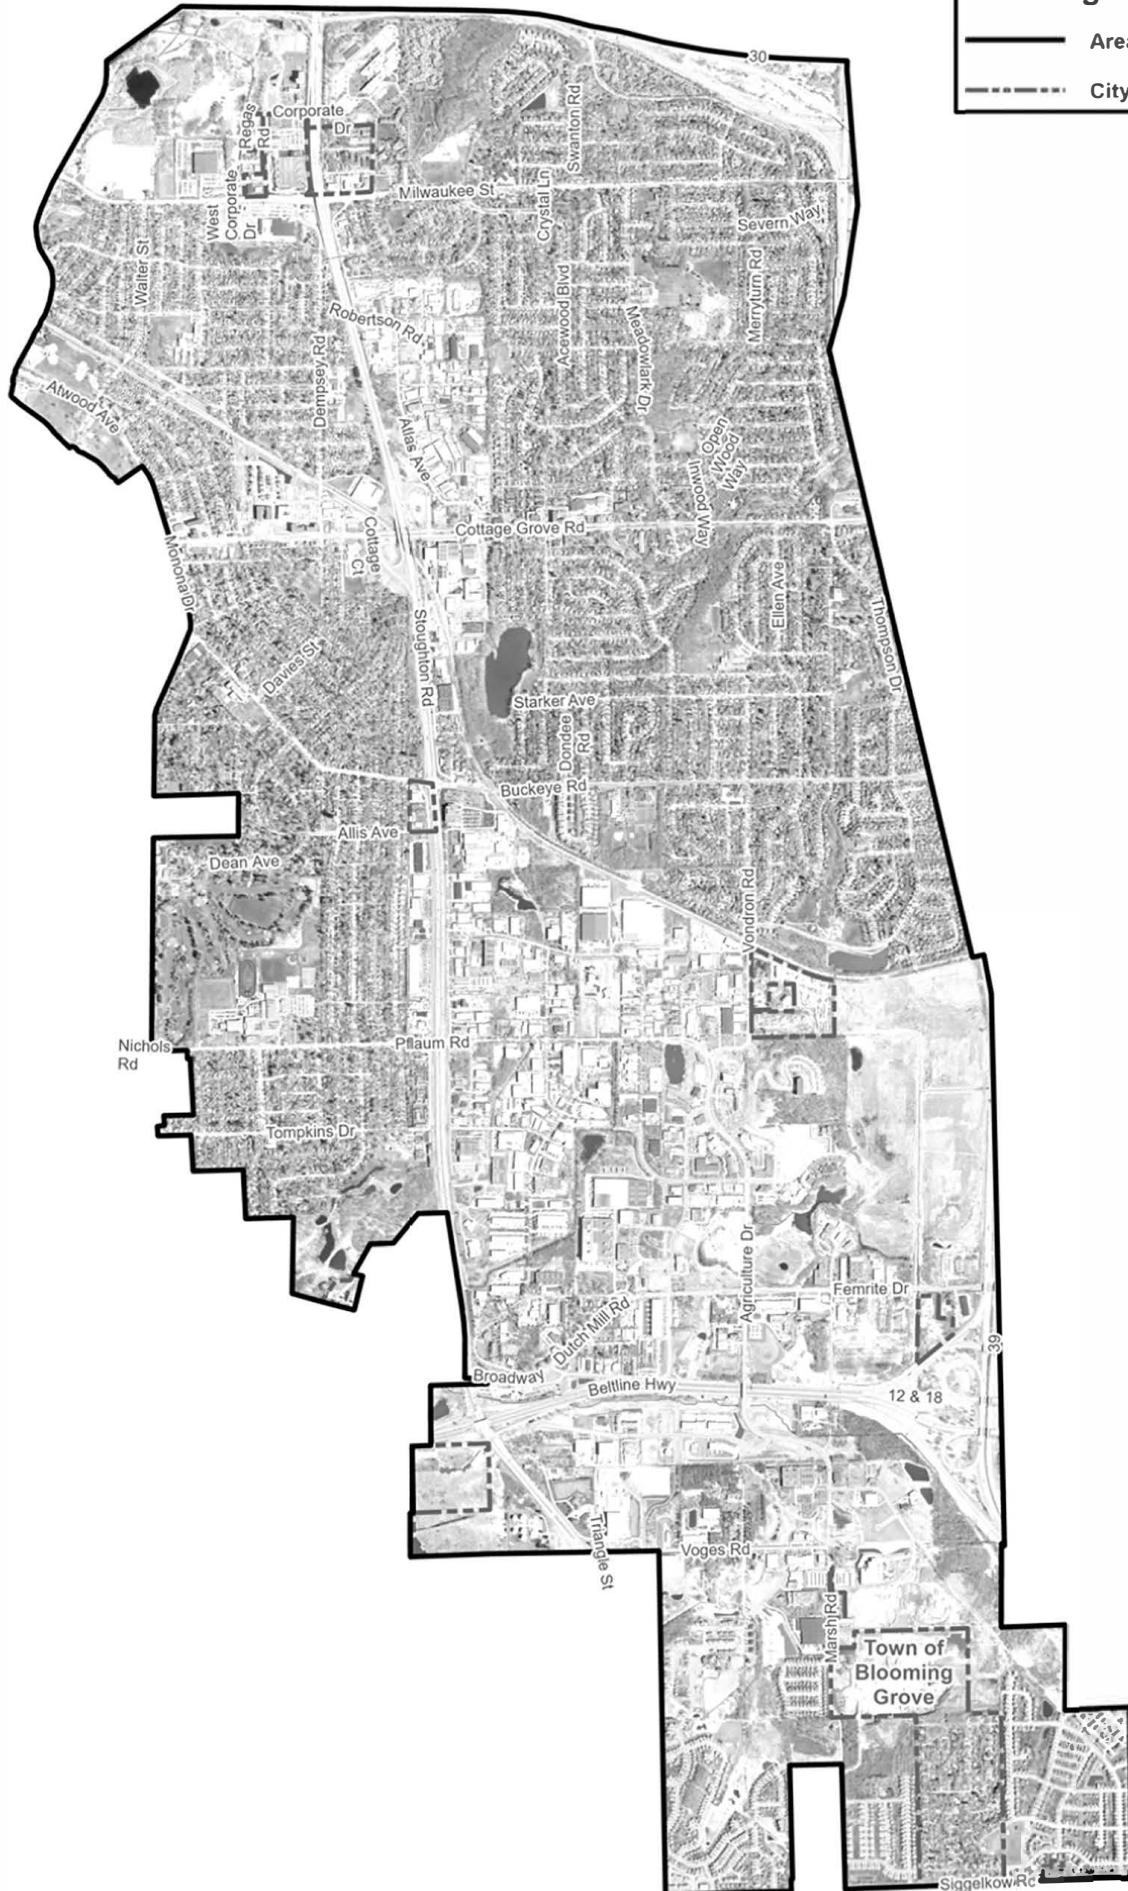 Area
City
30
Corporate
Dr
Regas
Rd
Swanton Rd
Milwaukee St
Crystal Ln
West
Corporate
Dr
Severn Way
Walter St
Merryturn Rd
Acewood Blvd
Robertson Rd
Meadowlark Dr
Dempsey Rd
Atwood Ave
Atlas Ave
Open
Wood
Way
Inwood Way
Cottage Grove Rd
Cottage
Ct
Monona Dr
Ellen Ave
Thompson Dr
Stoughton Rd
Davies St
Starker Ave
Dondee
Rd
Buckeye Rd
Allis Ave
Dean Ave
Vondron Rd
Nichols
Rd
Pflaum Rd
Tompkins Dr
Agriculture Dr
Femrite Dr
Dutch Mill Rd
39
Broadway
Beltline Hwy
12 & 18
Triangle St
Voges Rd
Marsh Rd
Town of
Blooming
Grove
Siggelkow Rd